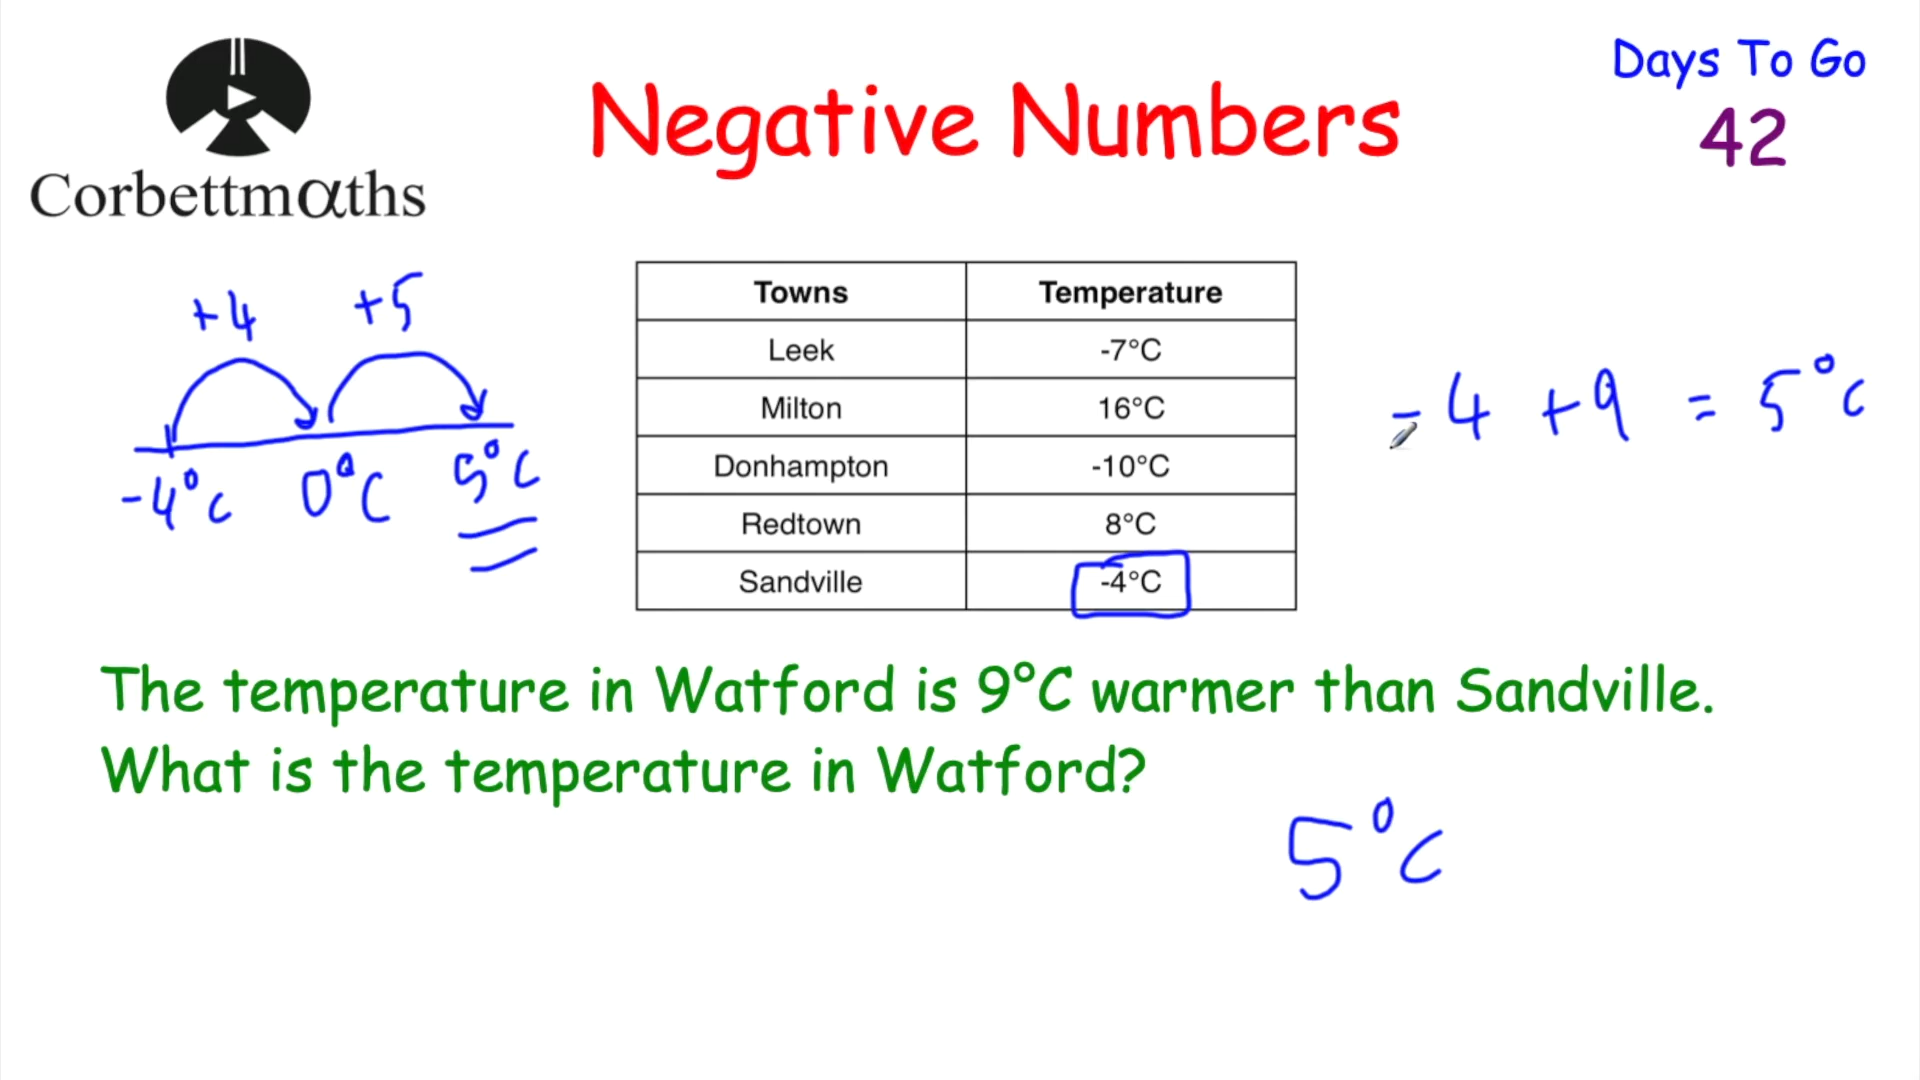 Days To Go
42
Negative Numbers
Corbettmαths
+4 +5
-4°C 0°C 5°C
Towns Temperature
Leek -7°C
Milton 16°C
Donhampton -10°C
Redtown 8°C
Sandville -4°C
-4 +9 = 5°C
The temperature in Watford is 9°C warmer than Sandville.
What is the temperature in Watford?
5°C